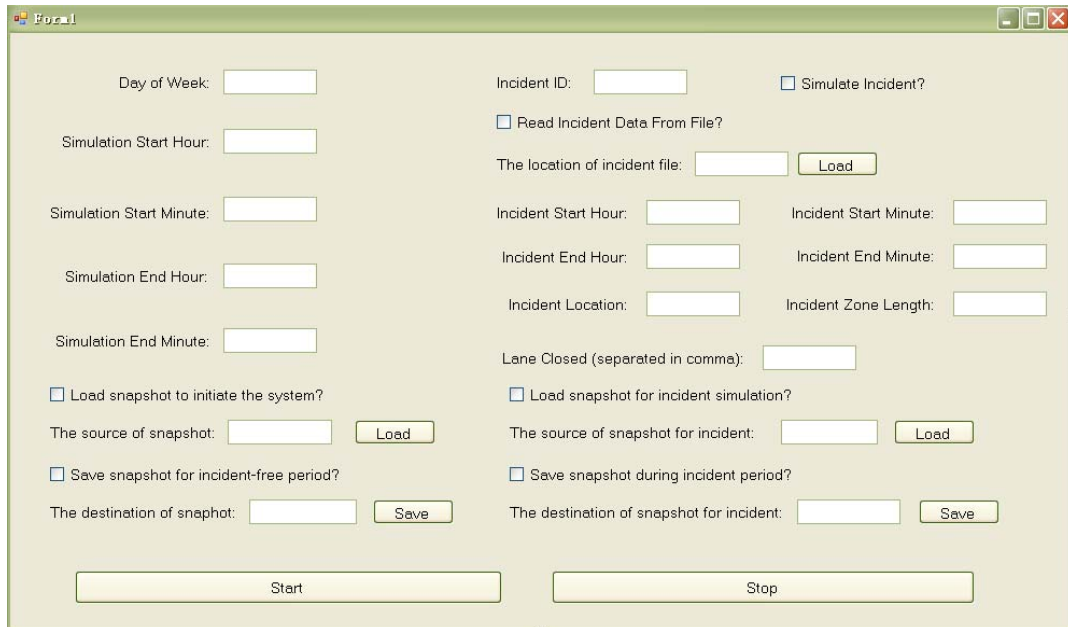 Form1
Day of Week:
Simulation Start Hour:
Simulation Start Minute:
Simulation End Hour:
Simulation End Minute:
Load snapshot to initiate the system?
The source of snapshot: Load
Save snapshot for incident-free period?
The destination of snaphot: Save
Incident ID: Simulate Incident?
Read Incident Data From File?
The location of incident file: Load
Incident Start Hour: Incident Start Minute:
Incident End Hour: Incident End Minute:
Incident Location: Incident Zone Length:
Lane Closed (separated in comma):
Load snapshot for incident simulation?
The source of snapshot for incident: Load
Save snapshot during incident period?
The destination of snapshot for incident: Save
Start Stop